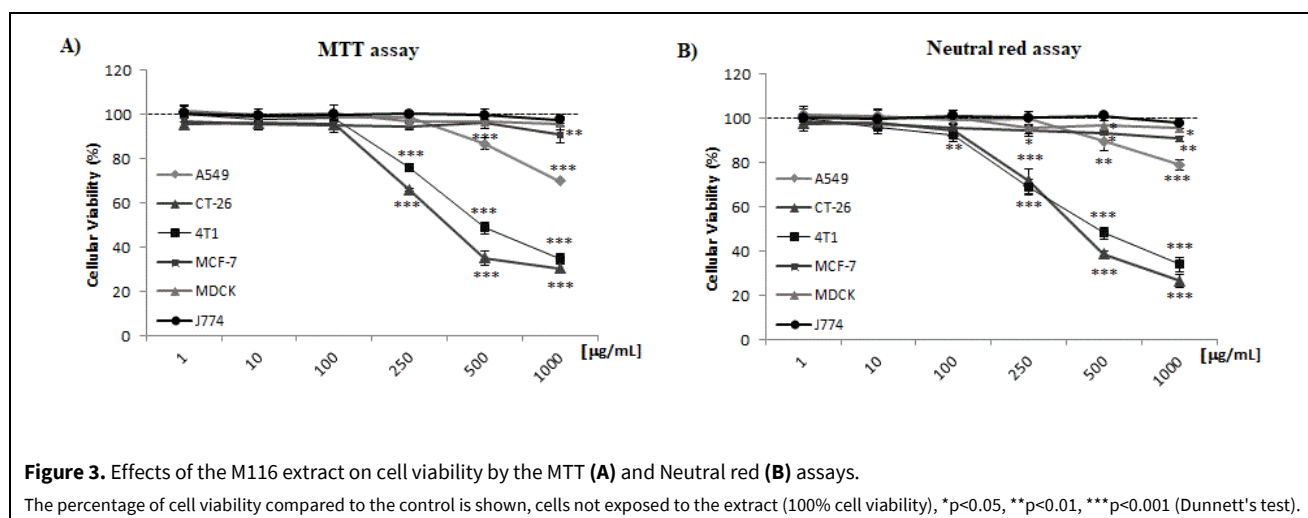 A)
MTT assay
120
100
80
60
40
20
0
Cellular Viability (%)
A549
CT-26
4T1
MCF-7
MDCK
J774
***
***
***
***
***
**
***
***
***
1
10
100
250
500
1000
[µg/mL]
B)
Neutral red assay
120
100
80
60
40
20
0
Cellular Viability (%)
A549
CT-26
4T1
MCF-7
MDCK
J774
**
*
***
***
*
*
**
***
***
*
**
***
***
***
1
10
100
250
500
1000
[µg/mL]
Figure 3. Effects of the M116 extract on cell viability by the MTT (A) and Neutral red (B) assays.
The percentage of cell viability compared to the control is shown, cells not exposed to the extract (100% cell viability), *p<0.05, **p<0.01, ***p<0.001 (Dunnett's test).